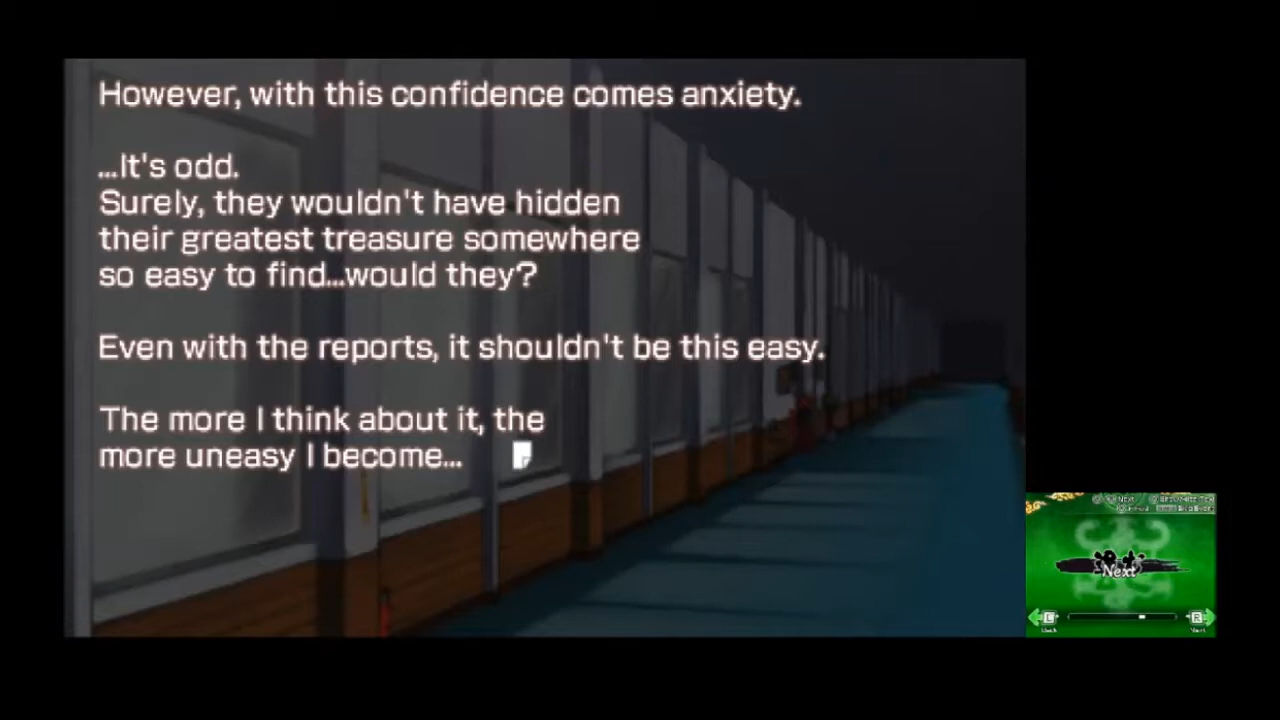 However, with this confidence comes anxiety.
...It's odd.
Surely, they wouldn't have hidden
their greatest treasure somewhere
so easy to find...would they?
Even with the reports, it shouldn't be this easy.
The more I think about it, the
more uneasy I become...
Next
L
R